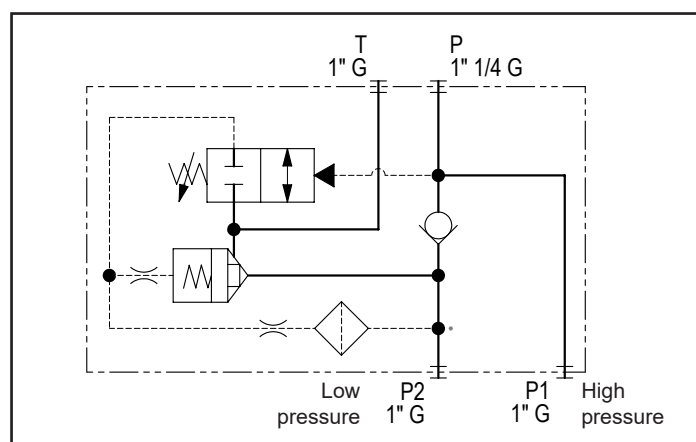 T
1" G
P
1" 1/4 G
Low
pressure
P2
1" G
P1
1" G
High
pressure